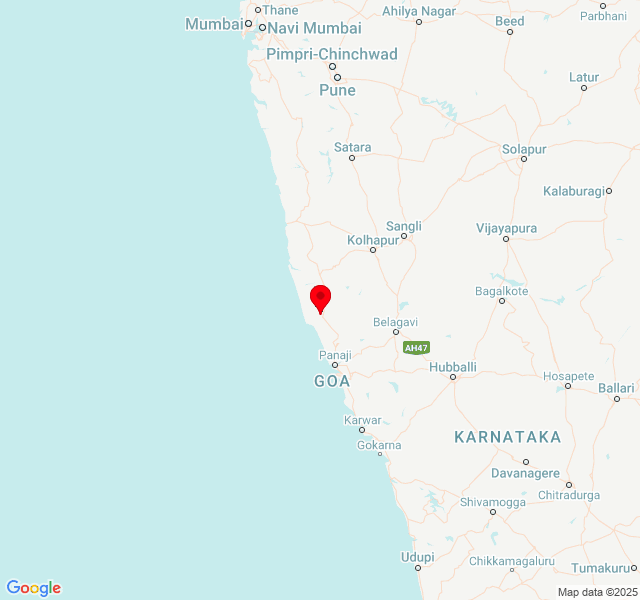 Thane
Ahilya Nagar
Parbhani
Mumbai
Navi Mumbai
Beed
Pimpri-Chinchwad
Pune
Latur
Satara
Solapur
Kalaburagi
Sangli
Vijayapura
Kolhapur
Bagalkote
Belagavi
AH47
Panaji
Hubballi
GOA
Hosapete
Ballari
Karwar
KARNATAKA
Gokarna
Davanagere
Chitradurga
Shivamogga
Udupi
Chikkamagaluru
Tumakuru
Google
Map data ©2025